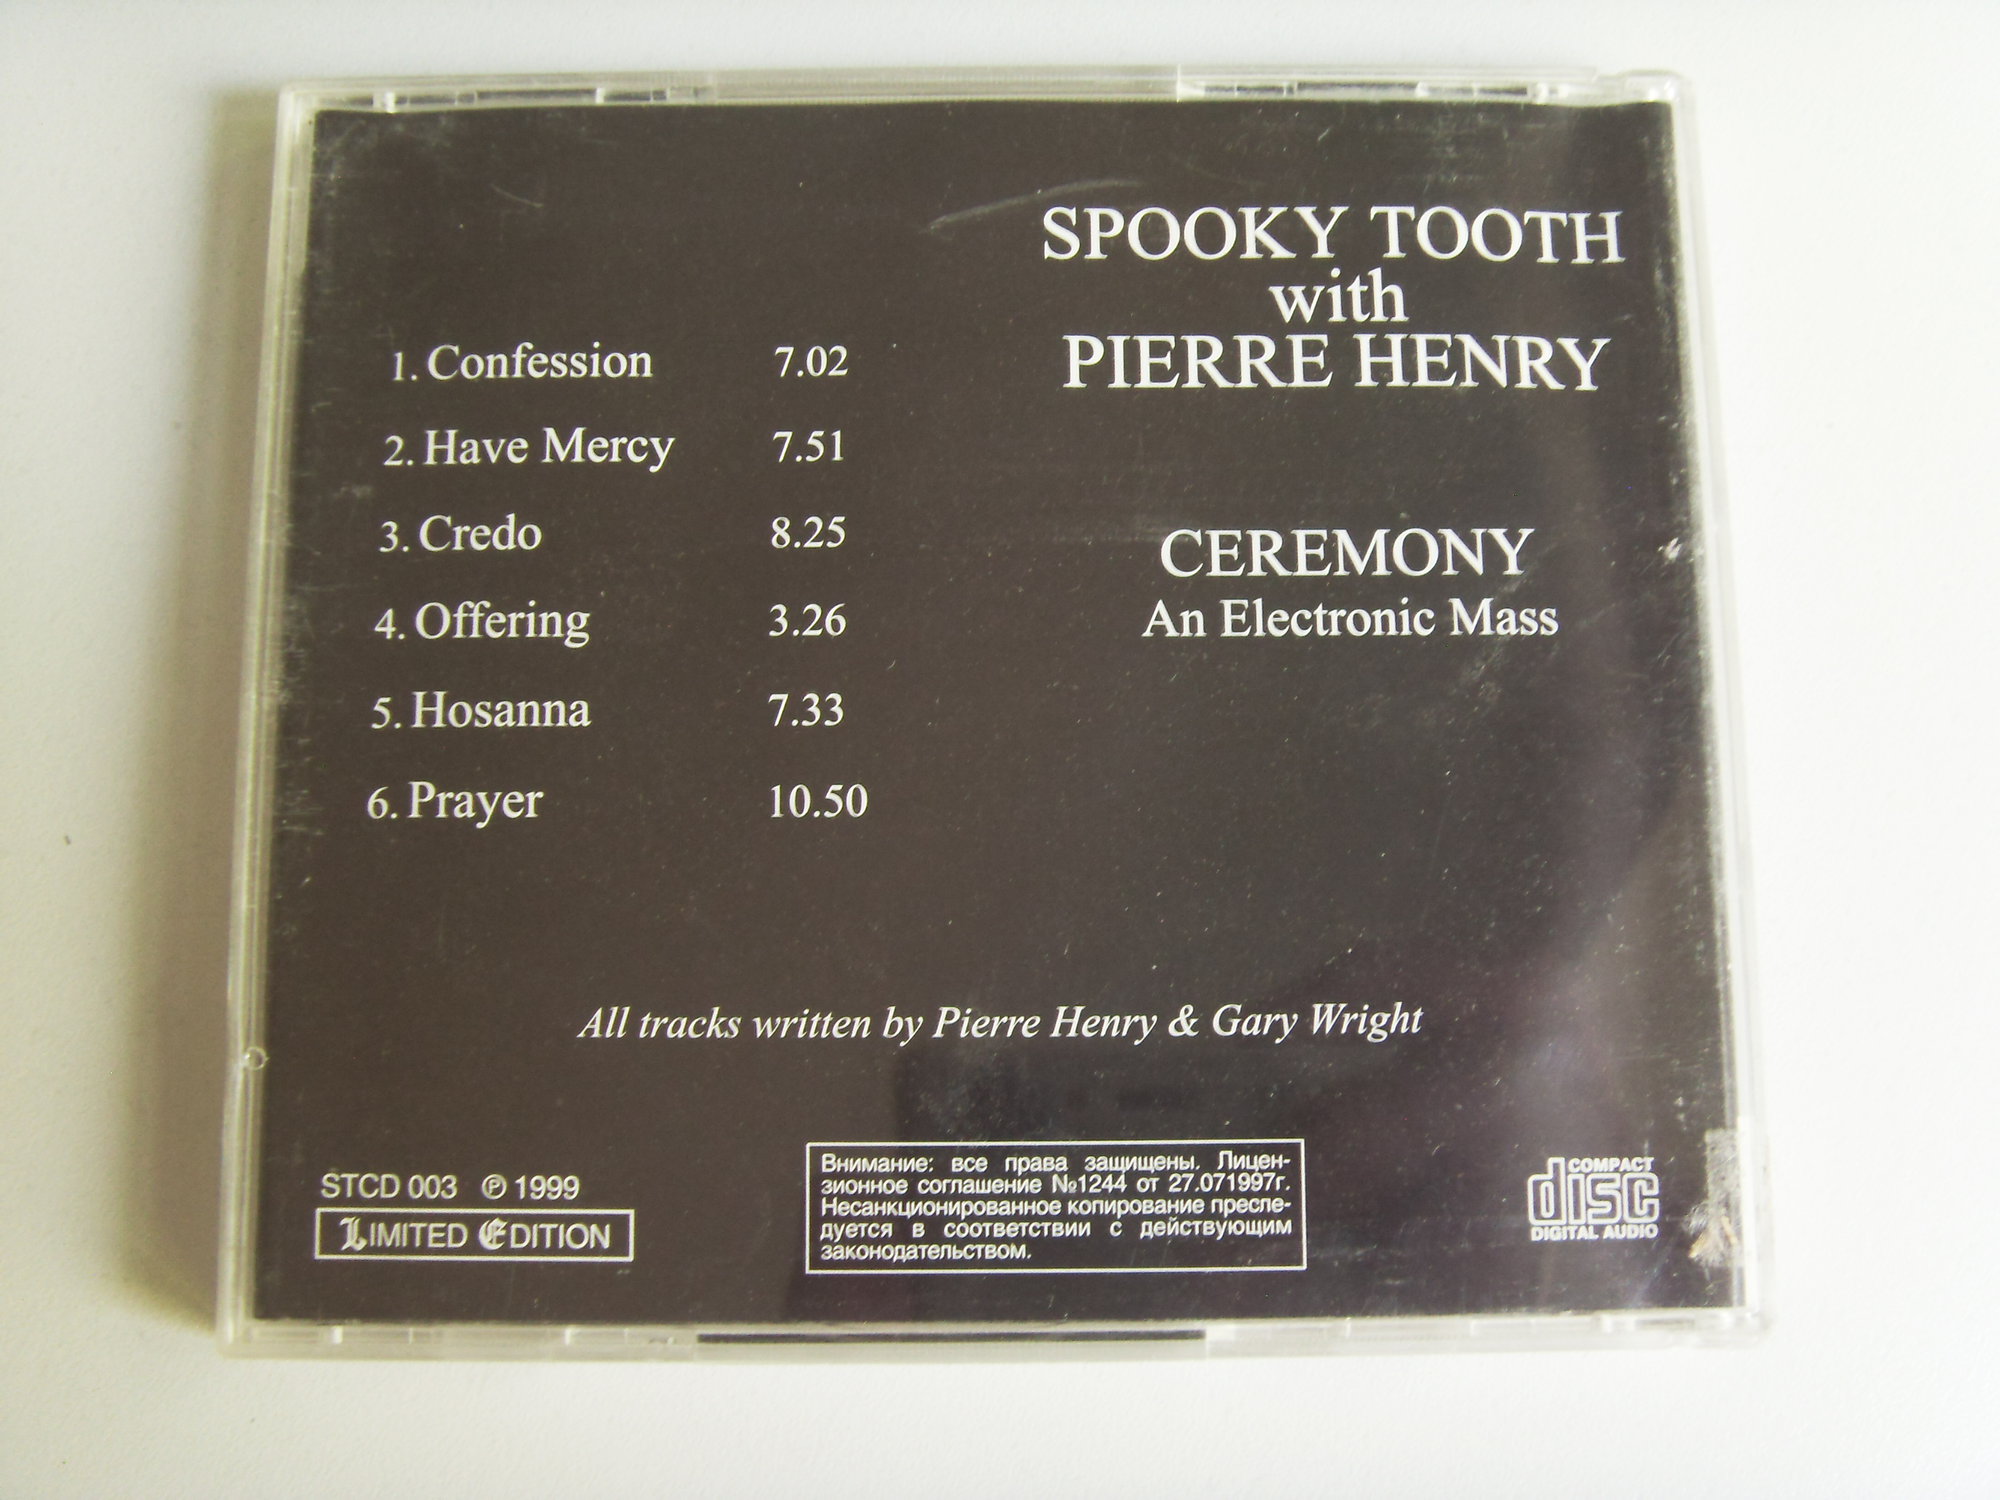 SPOOKY TOOTH
with
PIERRE HENRY
CEREMONY
An Electronic Mass
1. Confession 7.02
2. Have Mercy 7.51
3. Credo 8.25
4. Offering 3.26
5. Hosanna 7.33
6. Prayer 10.50
All tracks written by Pierre Henry & Gary Wright
STCD 003 ℗ 1999
LIMITED EDITION
Внимание: все права защищены. Лицен-
зионное соглашение №1244 от 27.071997г.
Несанкционированное копирование пресле-
дуется в соответствии с действующим
законодательством.
COMPACT
disc
DIGITAL AUDIO